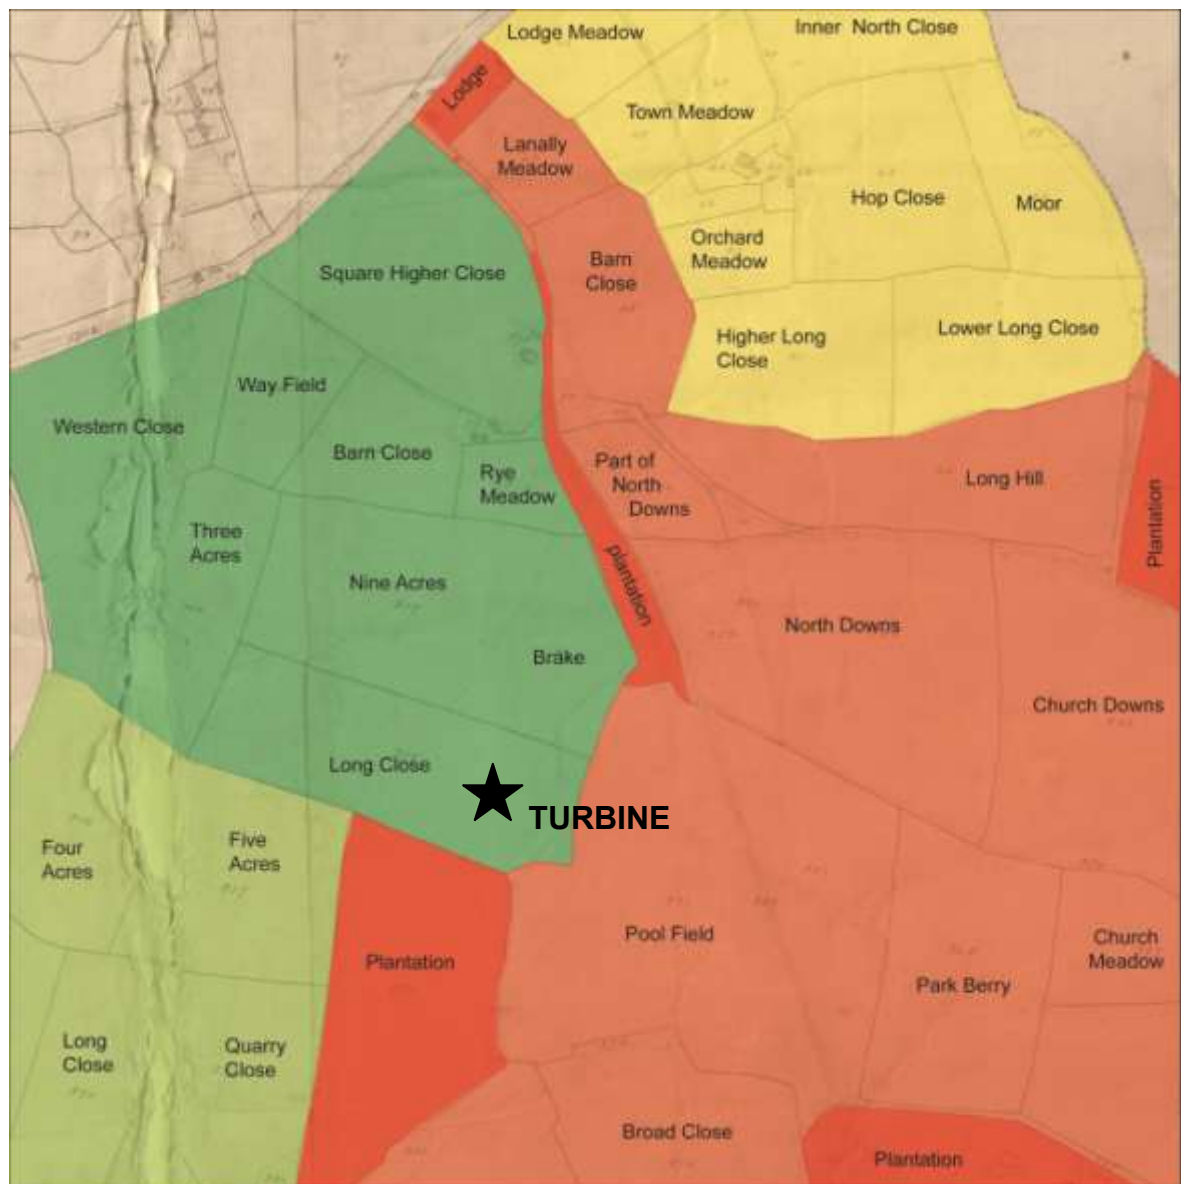 Lodge Meadow
Inner North Close
Lodge
Town Meadow
Lanally
Meadow
Hop Close
Moor
Orchard
Meadow
Barn
Close
Square Higher Close
Higher Long
Close
Lower Long Close
Way Field
Western Close
Barn Close
Rye
Meadow
Part of
North
Downs
Long Hill
Plantation
Three
Acres
Nine Acres
plantation
North Downs
Brake
Church Downs
Long Close
TURBINE
Four
Acres
Five
Acres
Pool Field
Plantation
Church
Meadow
Park Berry
Long
Close
Quarry
Close
Broad Close
Plantation